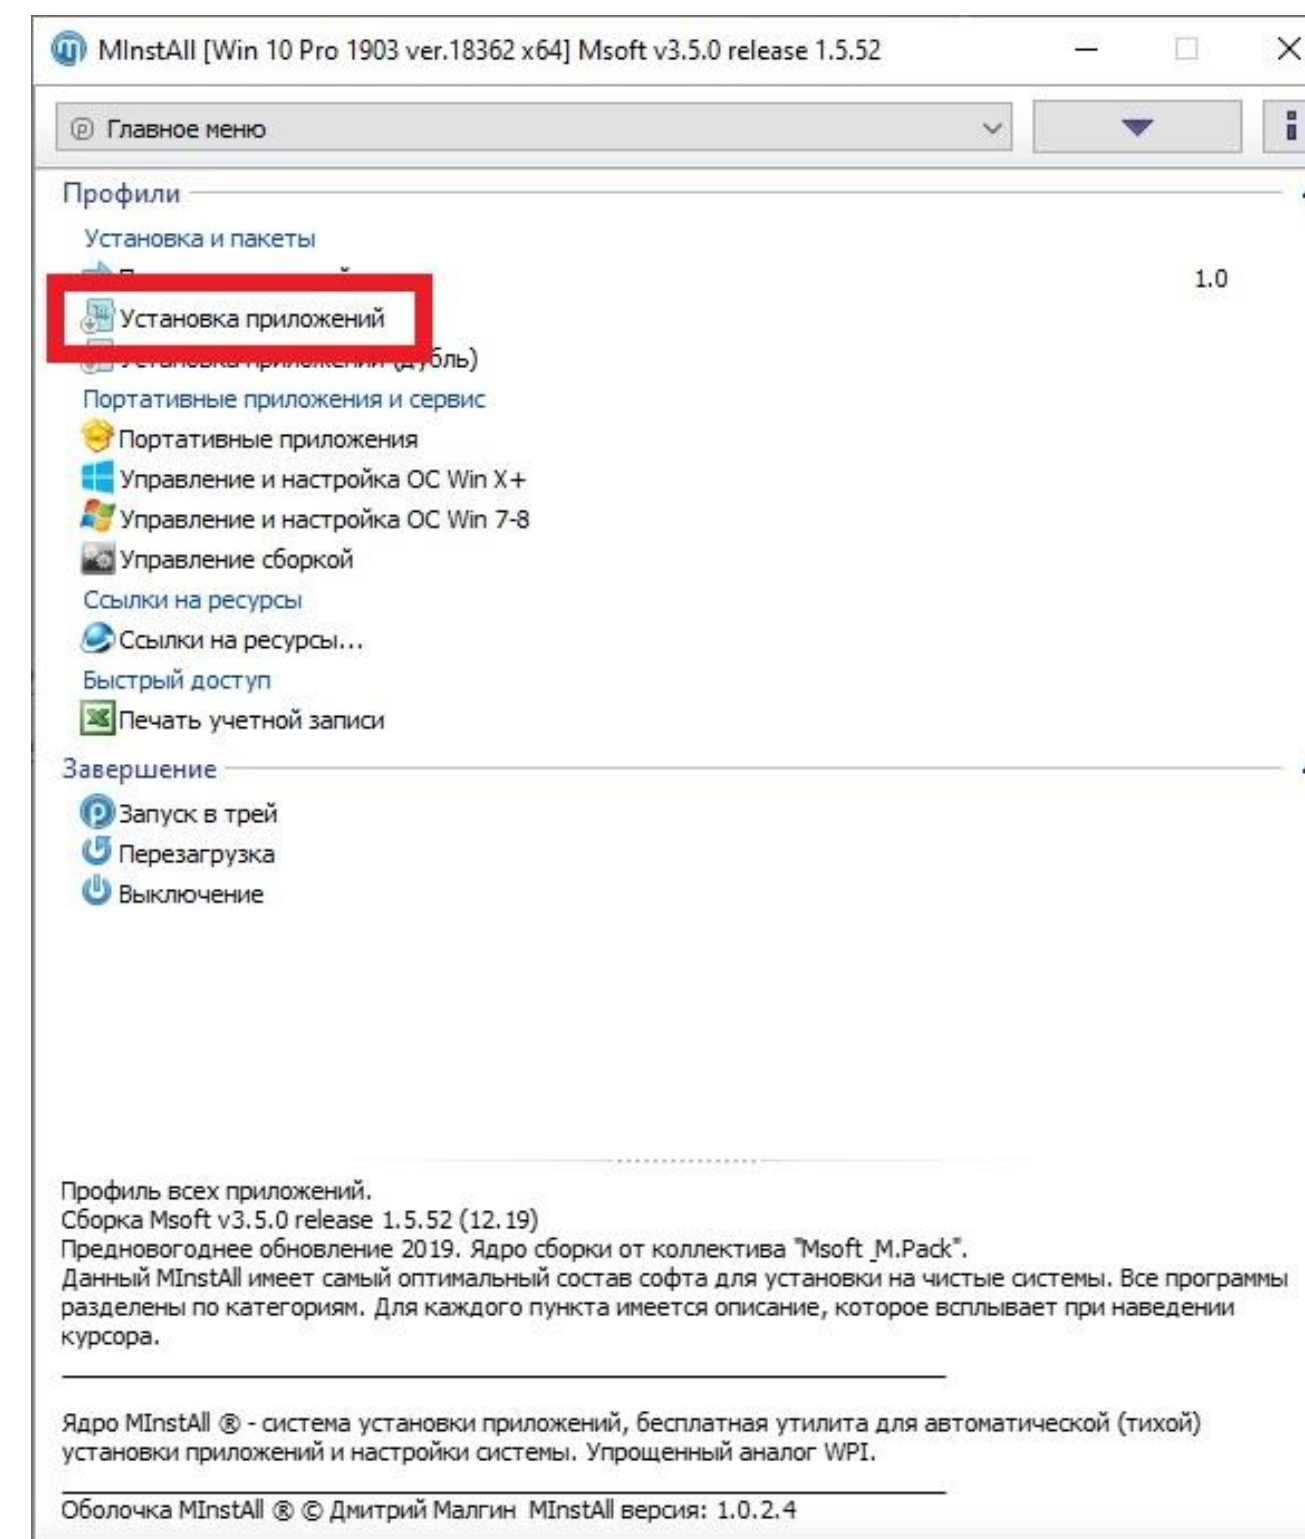 MInstAll [Win 10 Pro 1903 ver.18362 x64] Msoft v3.5.0 release 1.5.52
Главное меню
Профили
Установка и пакеты
1.0
Установка приложений
Установка приложений (дубль)
Портативные приложения и сервис
Портативные приложения
Управление и настройка ОС Win X+
Управление и настройка ОС Win 7-8
Управление сборкой
Ссылки на ресурсы
Ссылки на ресурсы...
Быстрый доступ
Печать учетной записи
Завершение
Запуск в трей
Перезагрузка
Выключение
Профиль всех приложений.
Сборка Msoft v3.5.0 release 1.5.52 (12.19)
Предновогоднее обновление 2019. Ядро сборки от коллектива "Msoft_M.Pack".
Данный MInstAll имеет самый оптимальный состав софта для установки на чистые системы. Все программы
разделены по категориям. Для каждого пункта имеется описание, которое всплывает при наведении
курсора.
Ядро MInstAll ® - система установки приложений, бесплатная утилита для автоматической (тихой)
установки приложений и настройки системы. Упрощенный аналог WPI.
Оболочка MInstAll ® © Дмитрий Малгин MInstAll версия: 1.0.2.4